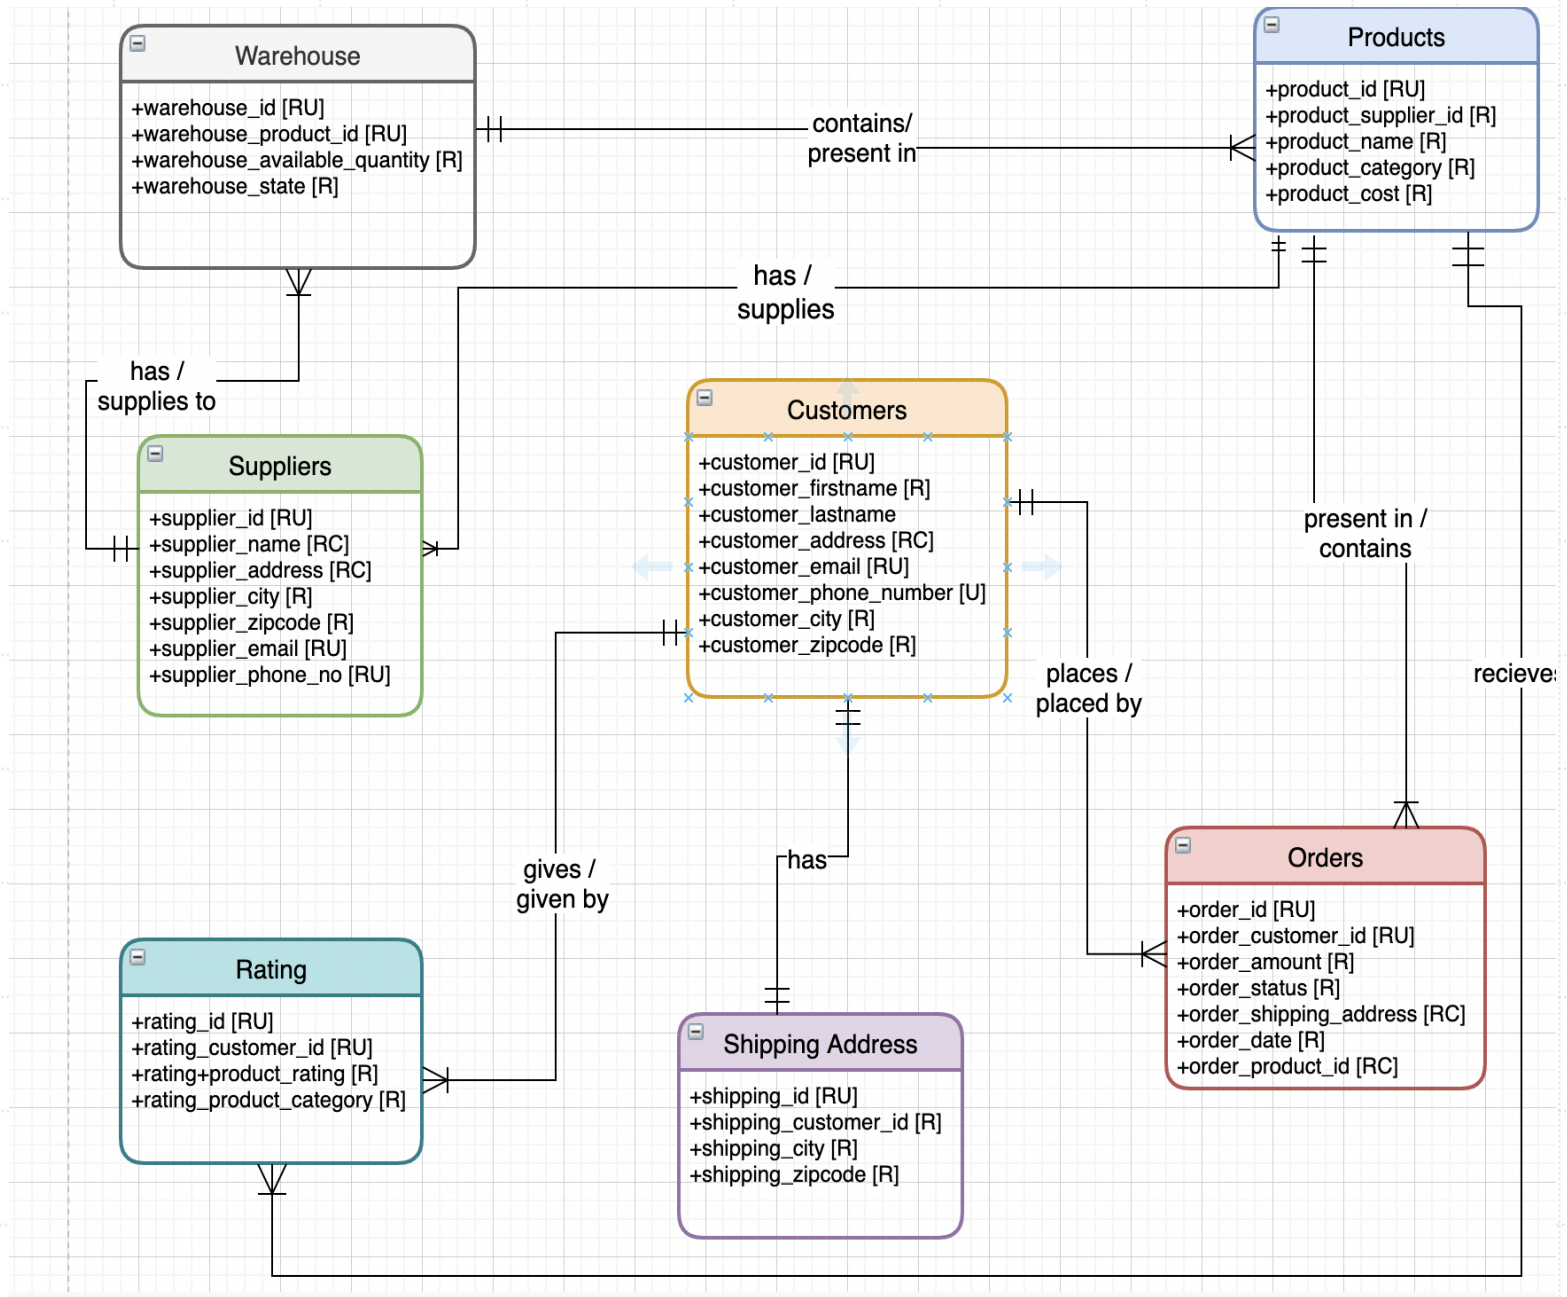 Warehouse
+warehouse_id [RU]
+warehouse_product_id [RU]
+warehouse_available_quantity [R]
+warehouse_state [R]
contains/
present in
Products
+product_id [RU]
+product_supplier_id [R]
+product_name [R]
+product_category [R]
+product_cost [R]
has /
supplies
has /
supplies to
Suppliers
+supplier_id [RU]
+supplier_name [RC]
+supplier_address [RC]
+supplier_city [R]
+supplier_zipcode [R]
+supplier_email [RU]
+supplier_phone_no [RU]
Customers
+customer_id [RU]
+customer_firstname [R]
+customer_lastname
+customer_address [RC]
+customer_email [RU]
+customer_phone_number [U]
+customer_city [R]
+customer_zipcode [R]
present in /
contains
places /
placed by
recieves
gives /
given by
has
Orders
+order_id [RU]
+order_customer_id [RU]
+order_amount [R]
+order_status [R]
+order_shipping_address [RC]
+order_date [R]
+order_product_id [RC]
Rating
+rating_id [RU]
+rating_customer_id [RU]
+rating+product_rating [R]
+rating_product_category [R]
Shipping Address
+shipping_id [RU]
+shipping_customer_id [R]
+shipping_city [R]
+shipping_zipcode [R]